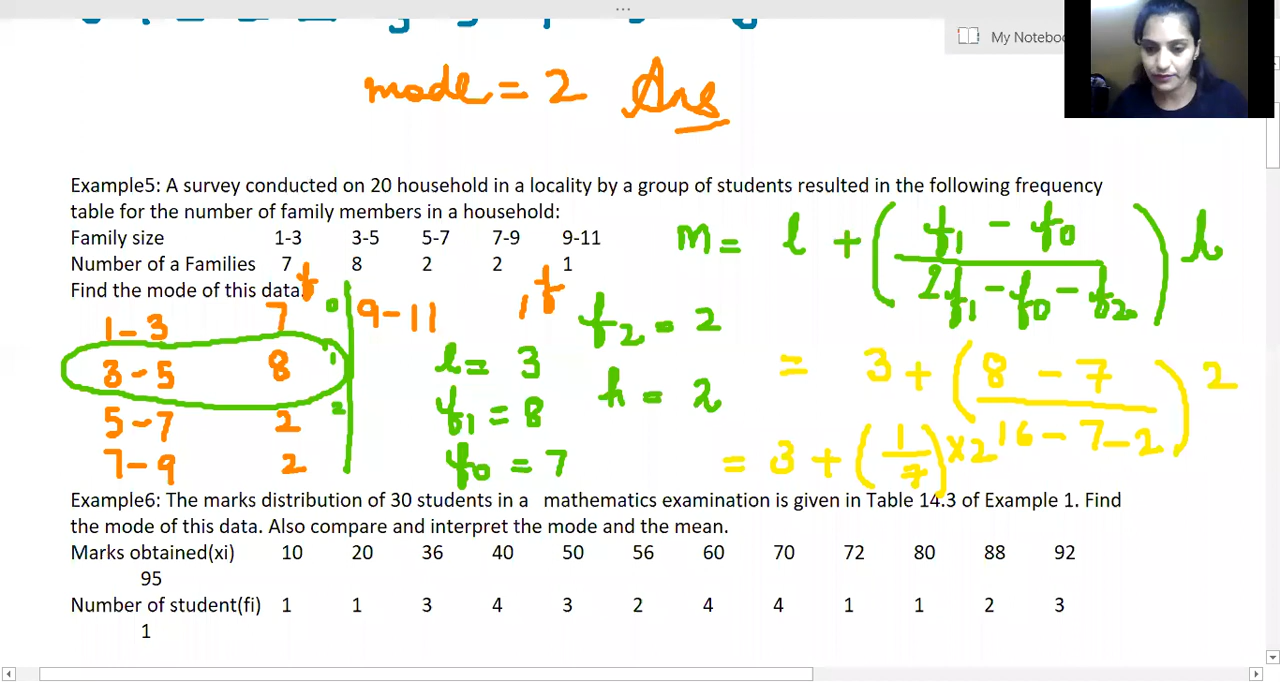 My Notebo
mode = 2 Ans
Example5: A survey conducted on 20 household in a locality by a group of students resulted in the following frequency
table for the number of family members in a household:
Family size 1-3 3-5 5-7 7-9 9-11
Number of a Families 7 8 2 2 1
Find the mode of this data.
f
1 - 3 7 0
3 - 5 8 1
5 - 7 2 2
7 - 9 2
f
9 - 11 1
l = 3
f1 = 8
f0 = 7
f2 = 2
h = 2
m = l + ( f1 - f0 / 2f1 - f0 - f2 ) h
= 3 + ( 8 - 7 / 16 - 7 - 2 ) 2
= 3 + ( 1 / 7 ) × 2
Example6: The marks distribution of 30 students in a mathematics examination is given in Table 14.3 of Example 1. Find
the mode of this data. Also compare and interpret the mode and the mean.
Marks obtained(xi) 10 20 36 40 50 56 60 70 72 80 88 92
95
Number of student(fi) 1 1 3 4 3 2 4 4 1 1 2 3
1